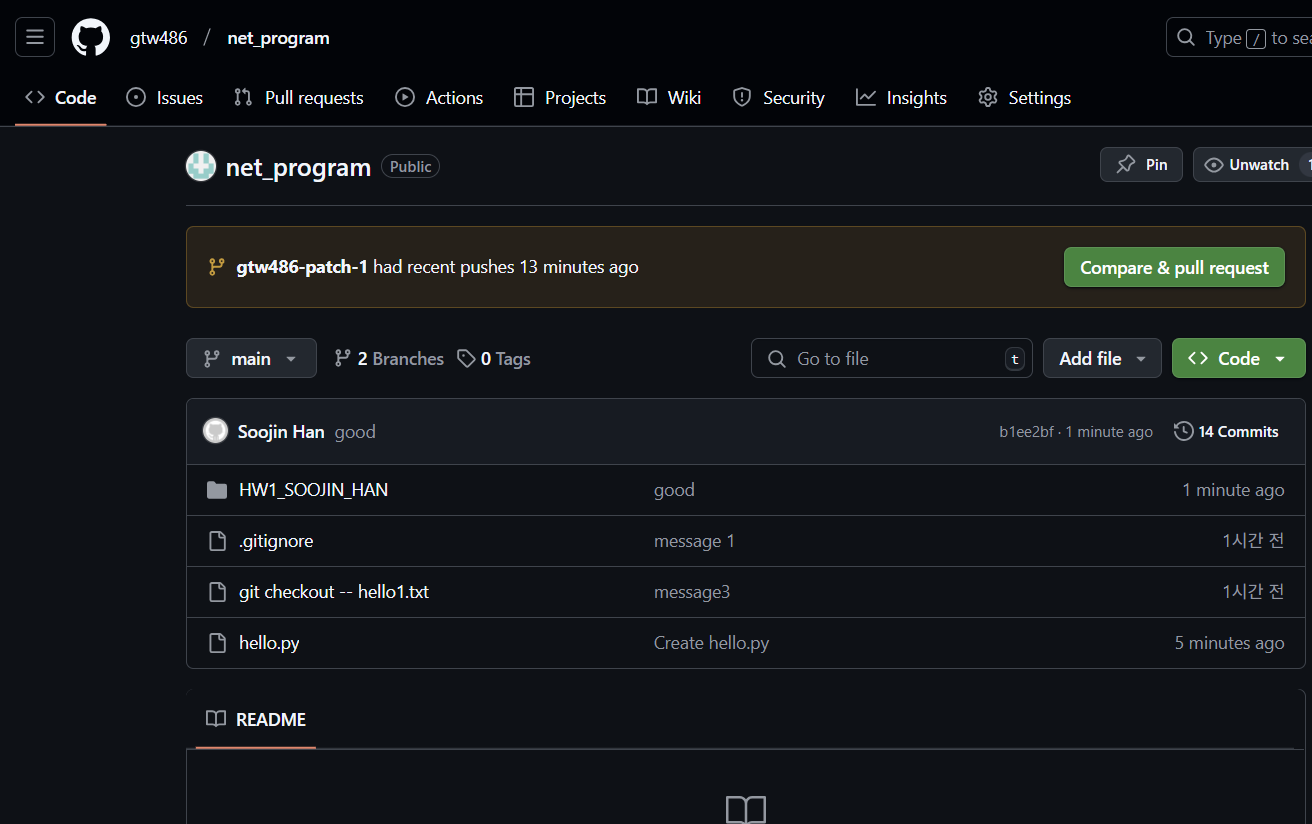 gtw486 / net_program
Type / to sea
Code Issues Pull requests Actions Projects Wiki Security Insights Settings
net_program Public
Pin Unwatch 1
gtw486-patch-1 had recent pushes 13 minutes ago
Compare & pull request
main 2 Branches 0 Tags
Go to file t
Add file
Code
Soojin Han good b1ee2bf · 1 minute ago 14 Commits
HW1_SOOJIN_HAN good 1 minute ago
.gitignore message 1 1시간 전
git checkout -- hello1.txt message3 1시간 전
hello.py Create hello.py 5 minutes ago
README